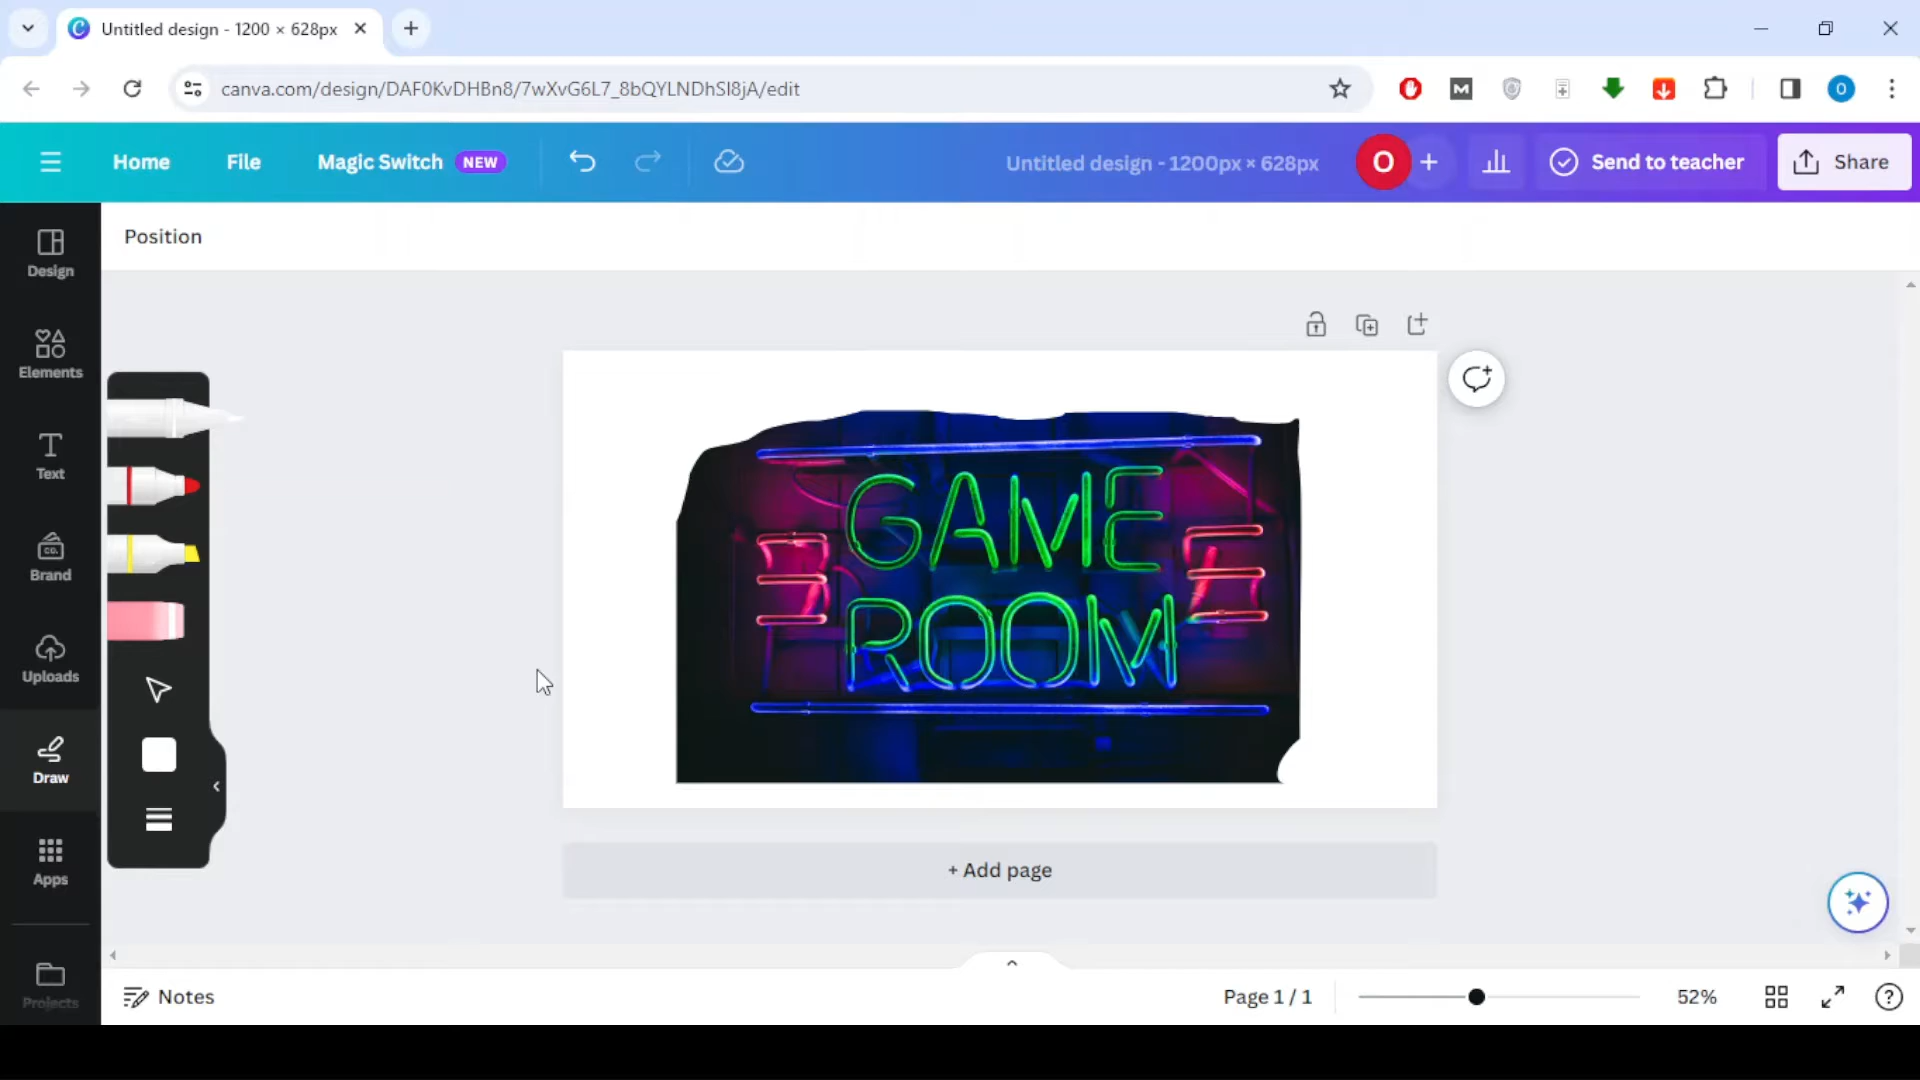 Untitled design - 1200 × 628px
canva.com/design/DAF0KvDHBn8/7wXvG6L7_8bQYLNDhSl8jA/edit
Home
File
Magic Switch NEW
Untitled design - 1200px × 628px
O
+
Send to teacher
Share
Position
Design
Elements
Text
CO.
Brand
Uploads
Draw
Apps
Projects
GAME
ROOM
+ Add page
Notes
Page 1 / 1
52%